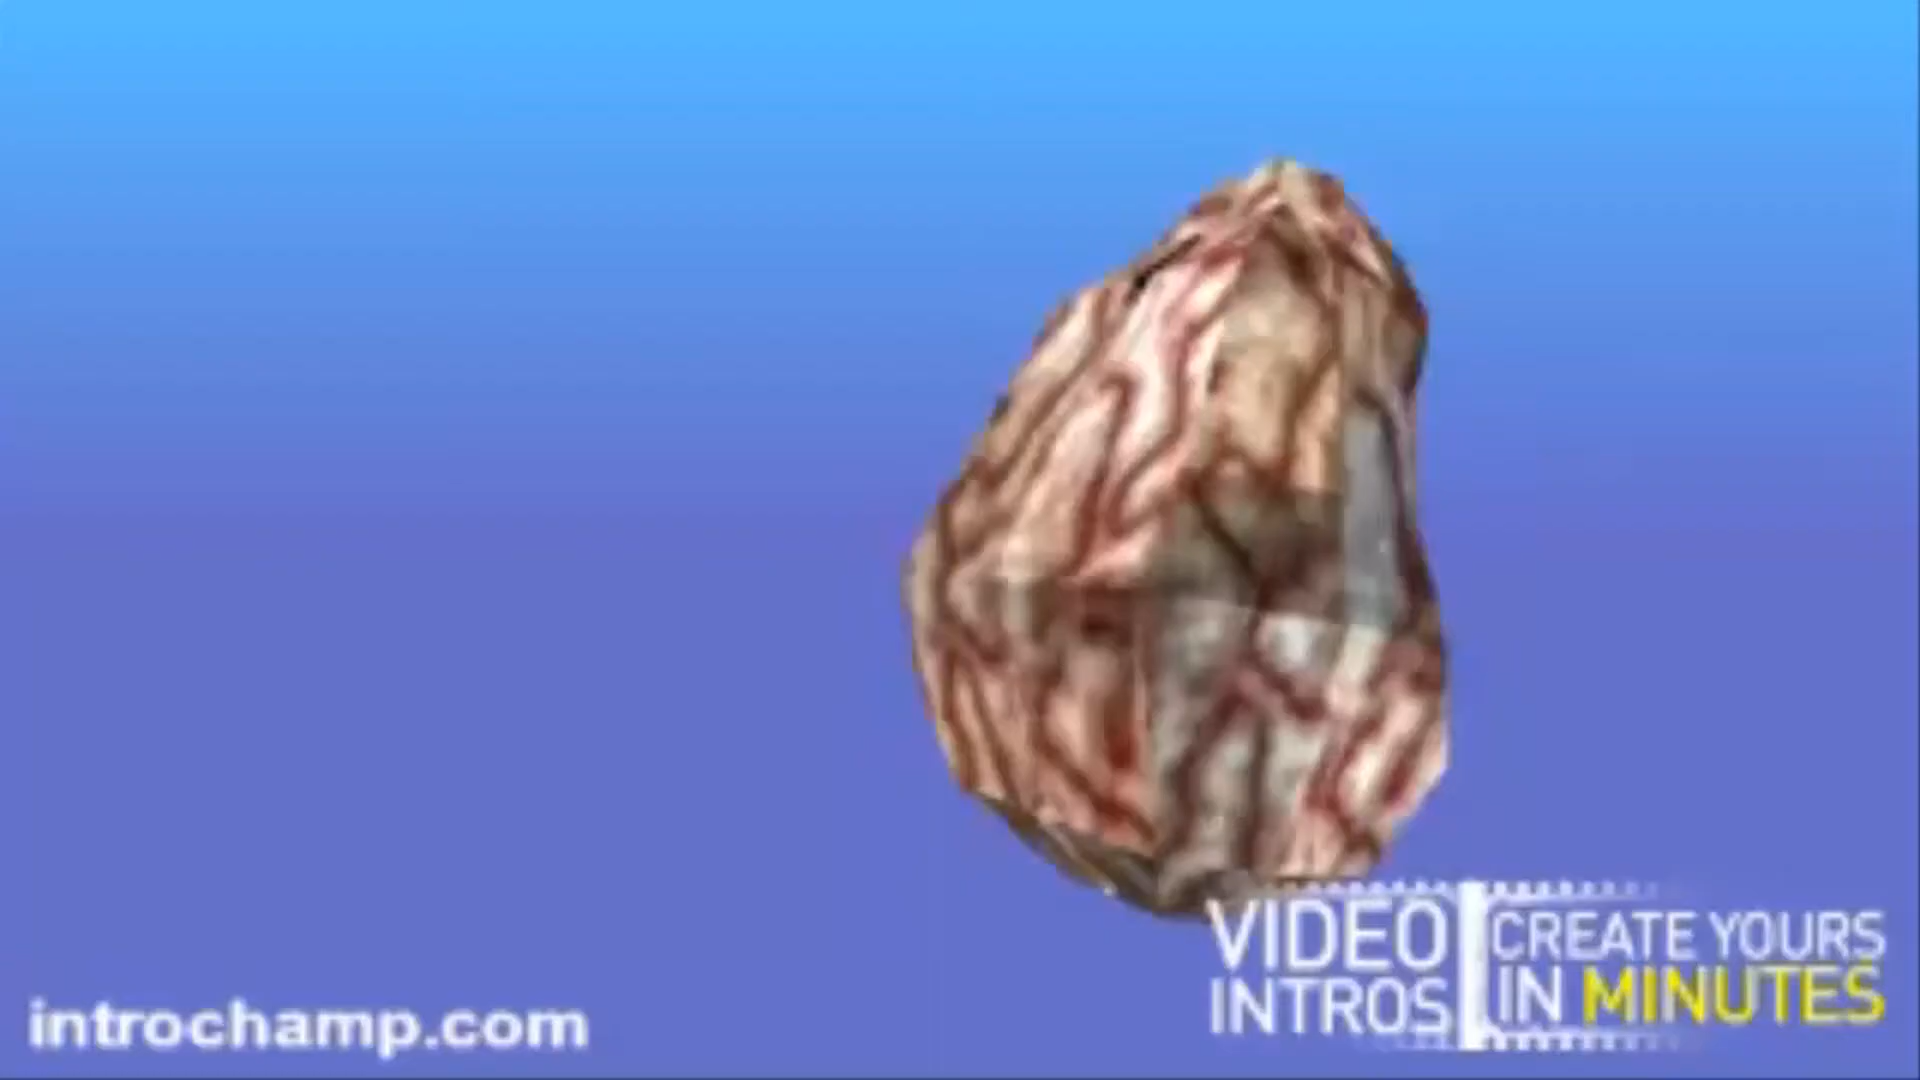 VIDEO
INTROS
CREATE YOURS
IN MINUTES
introchamp.com